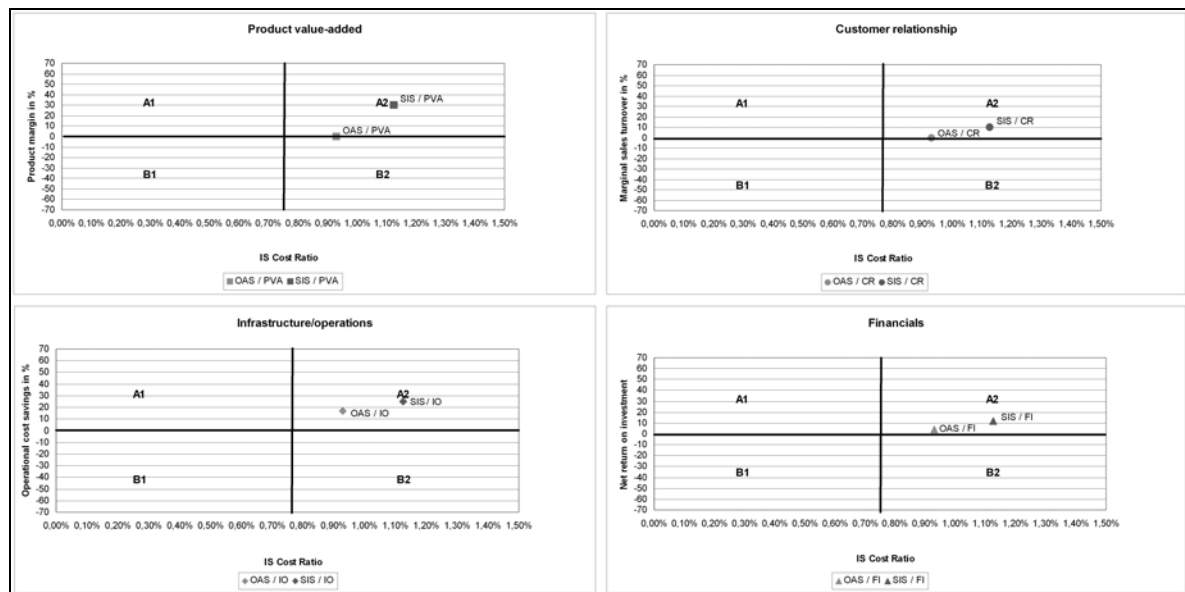 Product value-added
Product margin in %
70
60
50
40
30
20
10
0
-10
-20
-30
-40
-50
-60
-70
A1
A2
SIS / PVA
OAS / PVA
B1
B2
0,00% 0,10% 0,20% 0,30% 0,40% 0,50% 0,60% 0,70% 0,80% 0,90% 1,00% 1,10% 1,20% 1,30% 1,40% 1,50%
IS Cost Ratio
OAS / PVA SIS / PVA
Customer relationship
Marginal sales turnover in %
70
60
50
40
30
20
10
0
-10
-20
-30
-40
-50
-60
-70
A1
A2
SIS / CR
OAS / CR
B1
B2
0,00% 0,10% 0,20% 0,30% 0,40% 0,50% 0,60% 0,70% 0,80% 0,90% 1,00% 1,10% 1,20% 1,30% 1,40% 1,50%
IS Cost Ratio
OAS / CR SIS / CR
Infrastructure/operations
Operational cost savings in %
70
60
50
40
30
20
10
0
-10
-20
-30
-40
-50
-60
-70
A1
A2
SIS / IO
OAS / IO
B1
B2
0,00% 0,10% 0,20% 0,30% 0,40% 0,50% 0,60% 0,70% 0,80% 0,90% 1,00% 1,10% 1,20% 1,30% 1,40% 1,50%
IS Cost Ratio
OAS / IO SIS / IO
Financials
Net return on investment
70
60
50
40
30
20
10
0
-10
-20
-30
-40
-50
-60
-70
A1
A2
SIS / FI
OAS / FI
B1
B2
0,00% 0,10% 0,20% 0,30% 0,40% 0,50% 0,60% 0,70% 0,80% 0,90% 1,00% 1,10% 1,20% 1,30% 1,40% 1,50%
IS Cost Ratio
OAS / FI SIS / FI